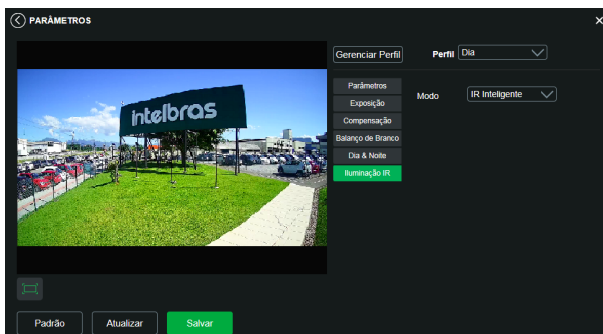 PARÂMETROS
Gerenciar Perfil
Perfil Dia
intelbras
Parâmetros
Exposição
Compensação
Balanço de Branco
Dia & Noite
Iluminação IR
Modo IR Inteligente
Padrão Atualizar Salvar